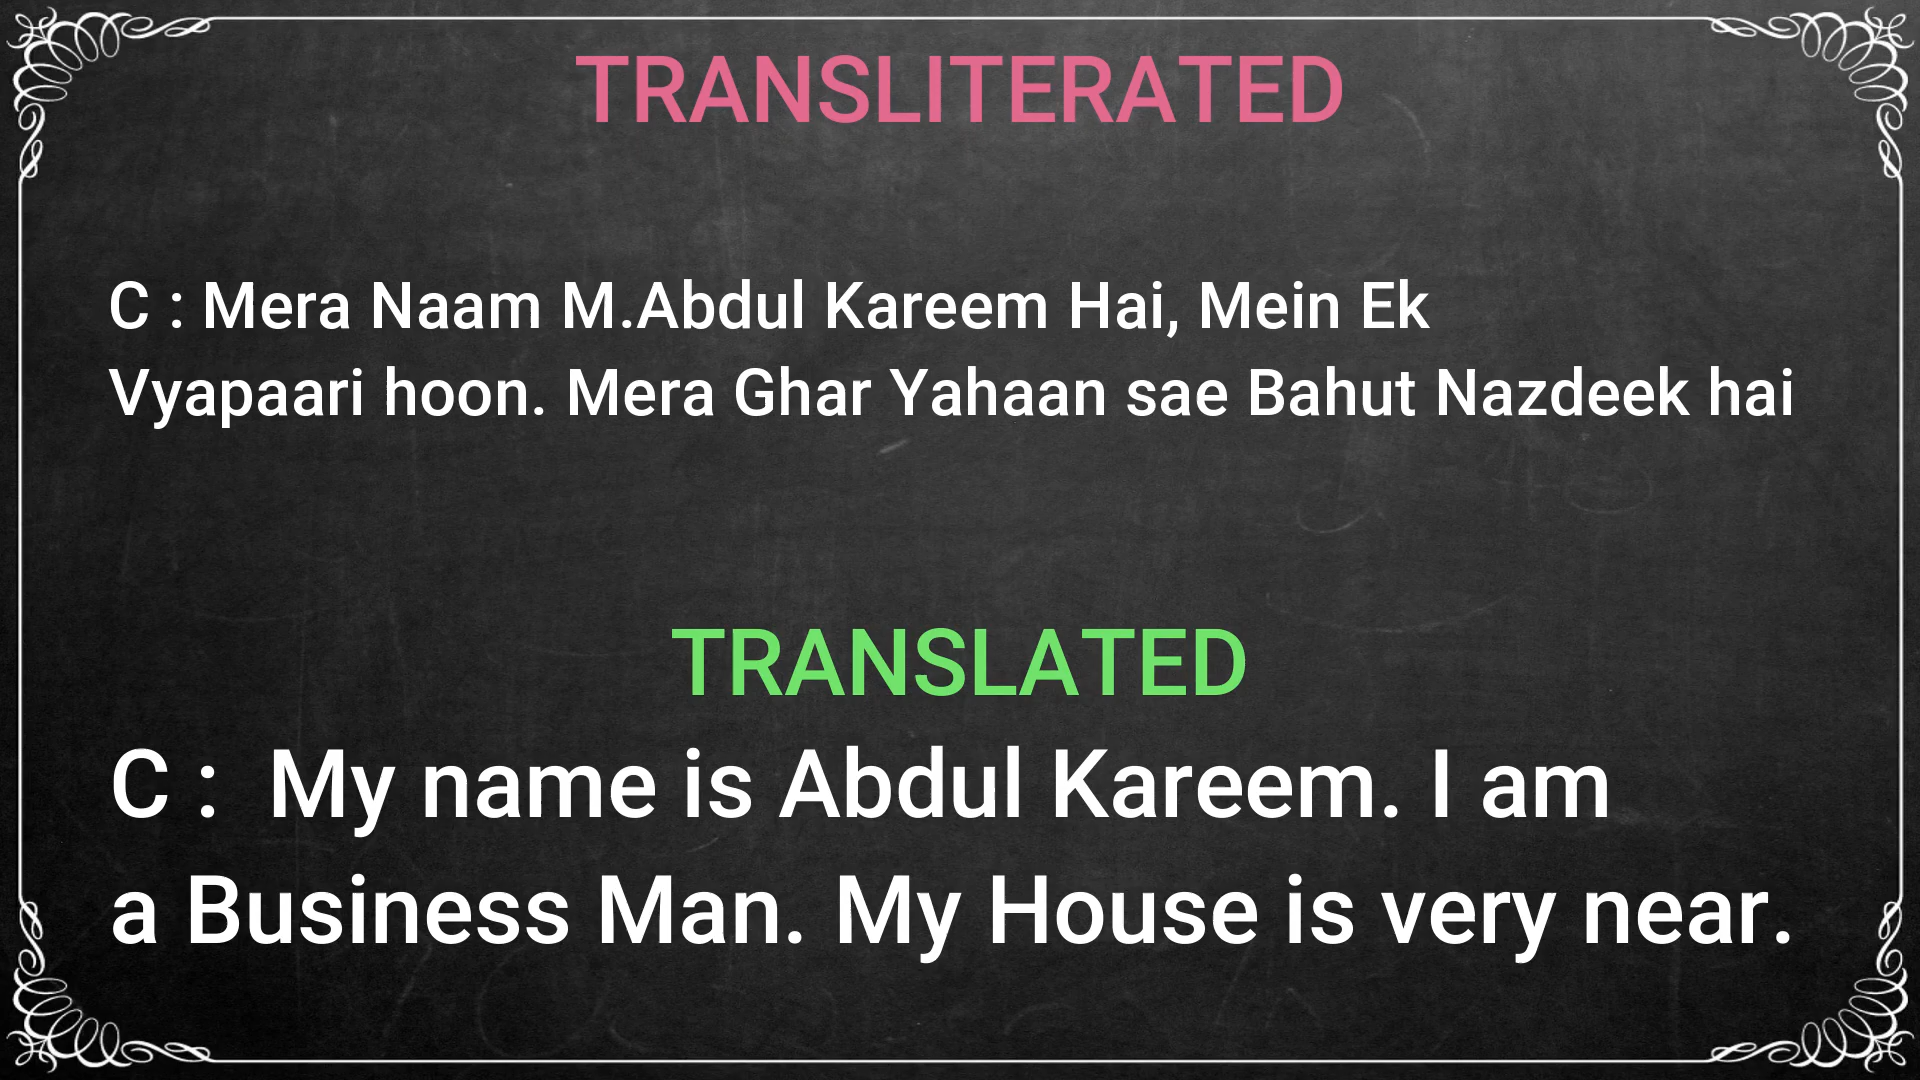 TRANSLITERATED
C : Mera Naam M.Abdul Kareem Hai, Mein Ek
Vyapaari hoon. Mera Ghar Yahaan sae Bahut Nazdeek hai
TRANSLATED
C :  My name is Abdul Kareem. I am
a Business Man. My House is very near.